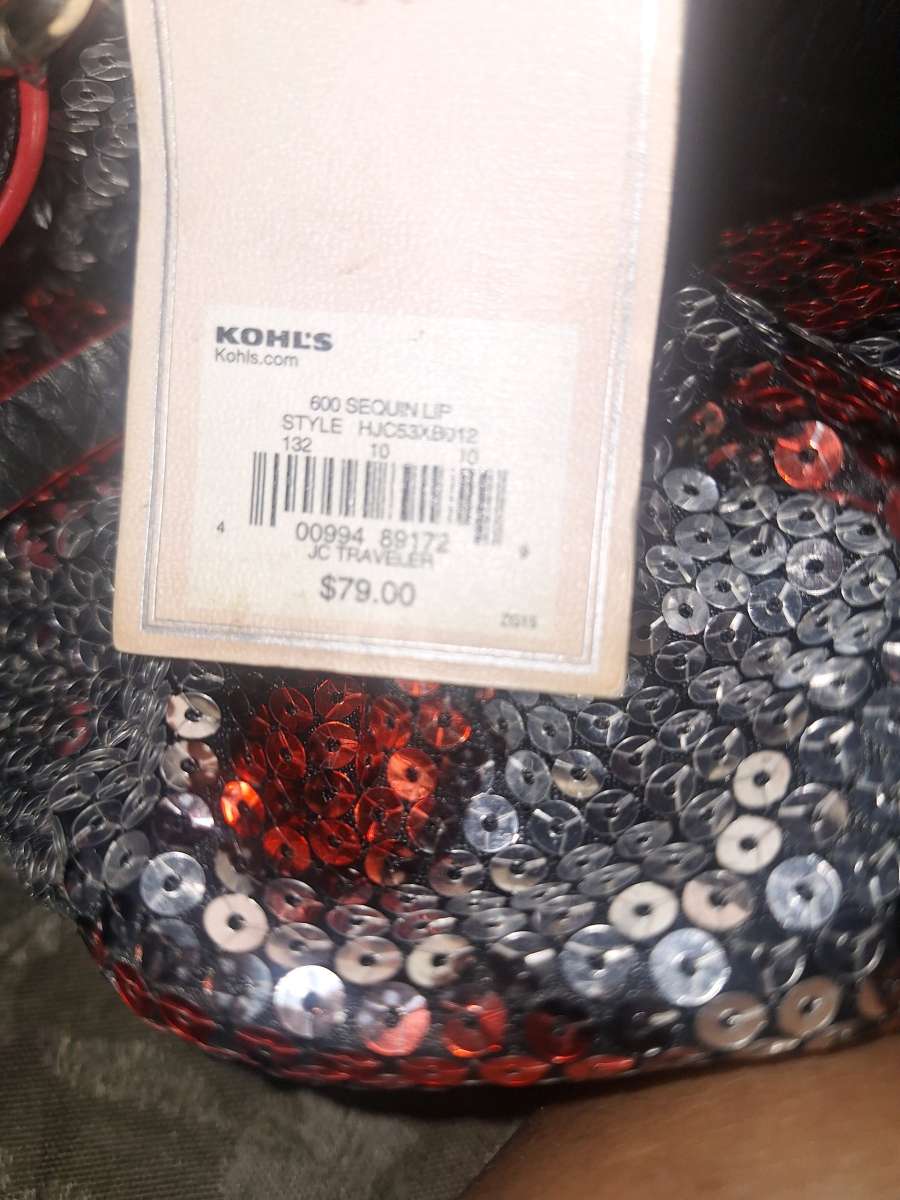 KOHL'S
Kohls.com
600 SEQUIN LIP
STYLE HJC53XB012
132 10 10
4 00994 89172 9
JC TRAVELER
$79.00
ZG15